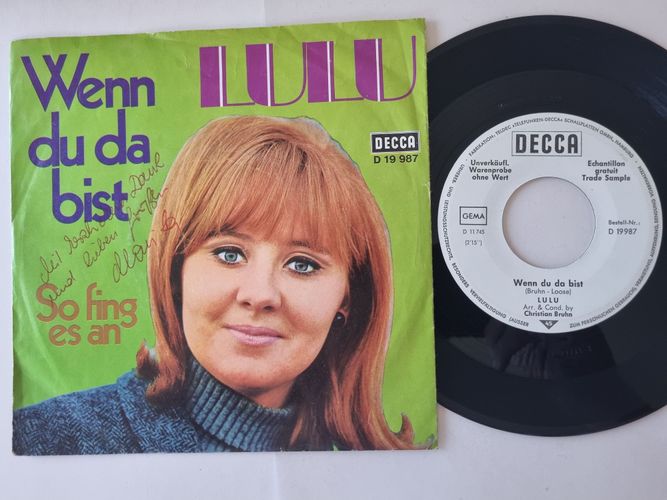 Wenn
du da
bist
LULU
DECCA
D 19 987
So fing
es an
DECCA
Unverkäufl.
Warenprobe
ohne Wert
Echantillon
gratuit
Trade Sample
GEMA
D 11 745
(2'15")
Bestell-Nr.:
D 19987
Wenn du da bist
(Bruhn - Loose)
LULU
Arr. & Cond. by
Christian Bruhn
45